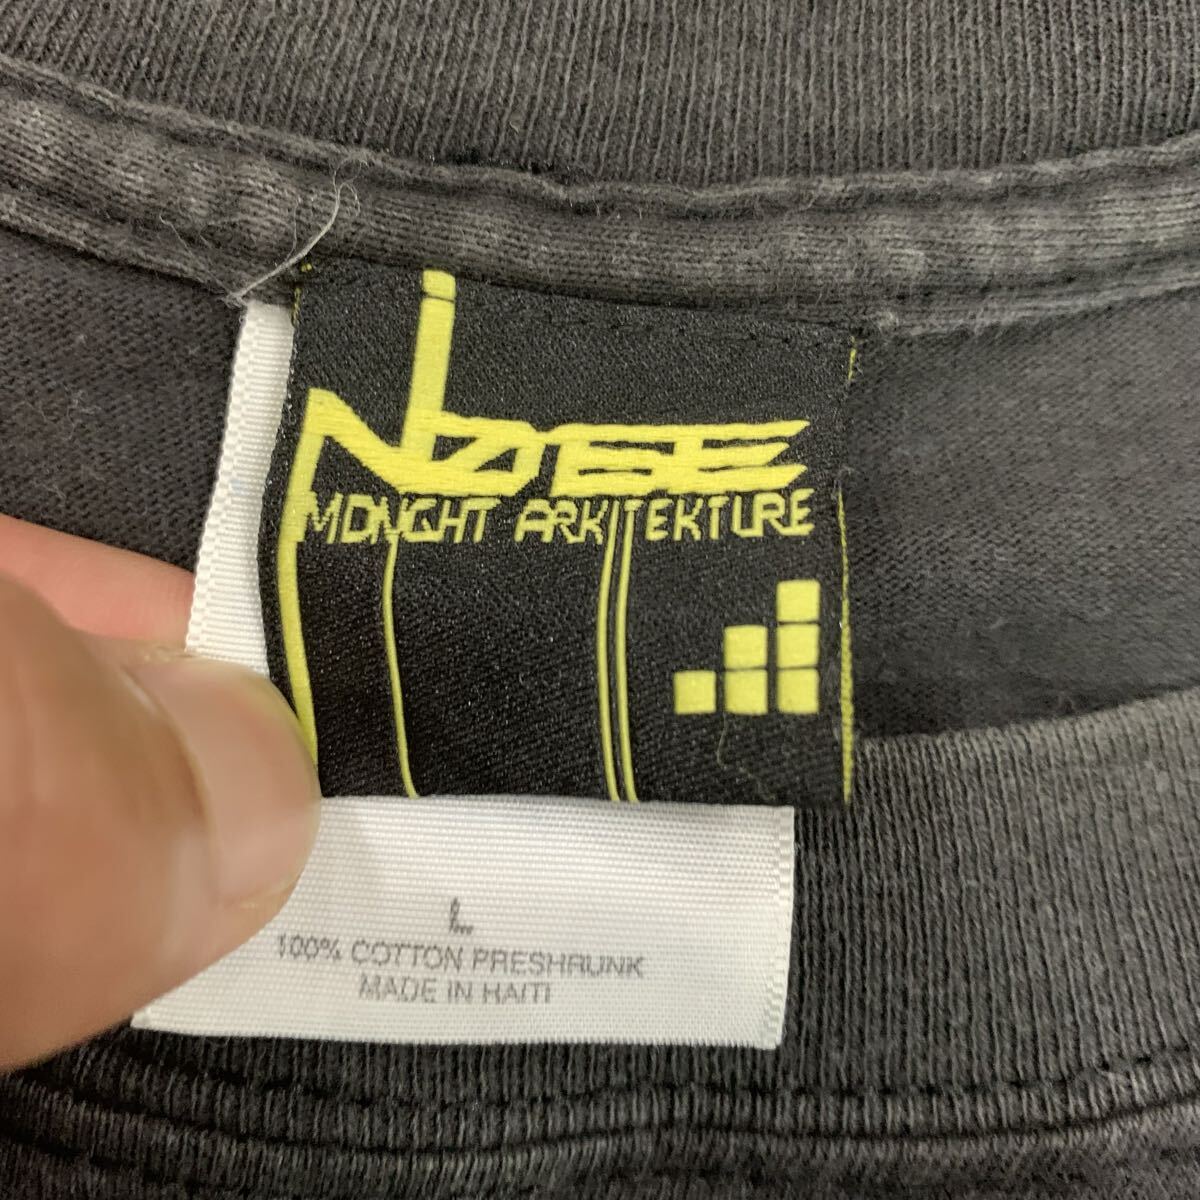 NOISE
MIDNIGHT ARKITEKTURE
L
100% COTTON PRESHRUNK
MADE IN HAITI